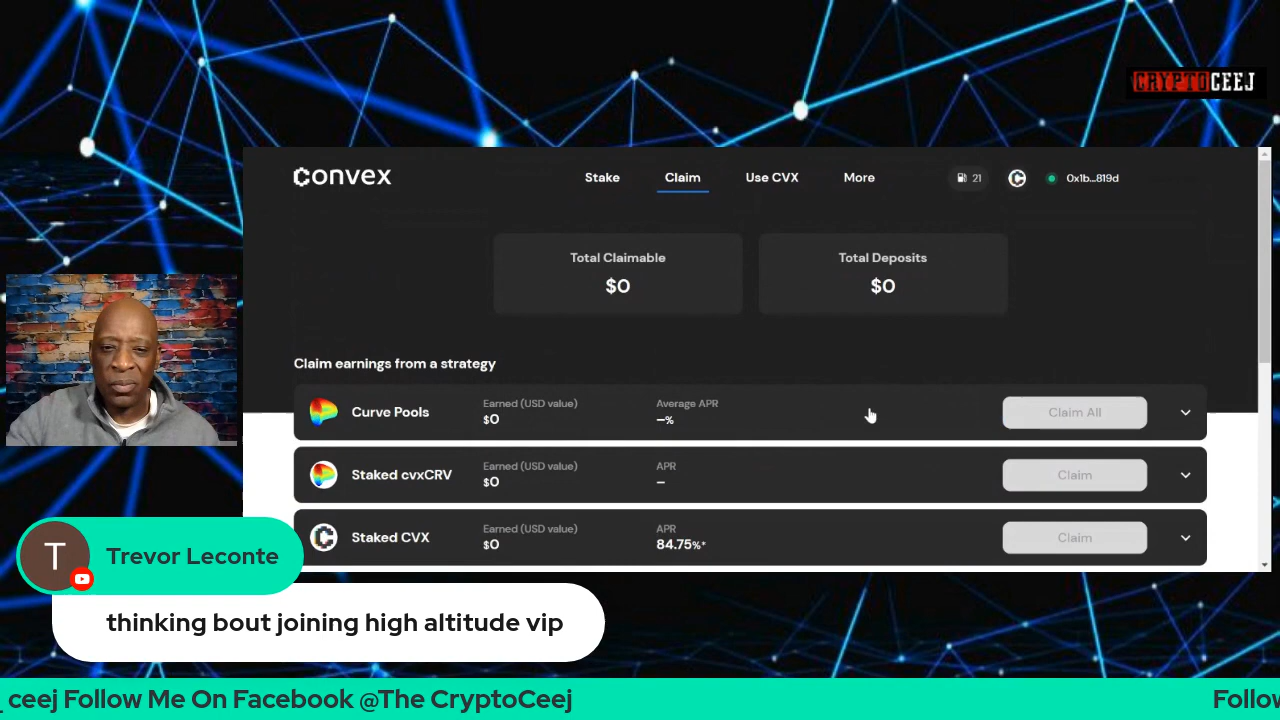 CRYPTOCEEJ
Convex
Stake
Claim
Use CVX
More
21
0x1b...819d
Total Claimable
$0
Total Deposits
$0
Claim earnings from a strategy
Curve Pools
Earned (USD value)
$0
Average APR
–%
Claim All
Staked cvxCRV
Earned (USD value)
$0
APR
–
Claim
Staked CVX
Earned (USD value)
$0
APR
84.75%*
Claim
T
Trevor Leconte
thinking bout joining high altitude vip
_ceej Follow Me On Facebook @The CryptoCeej
Follow